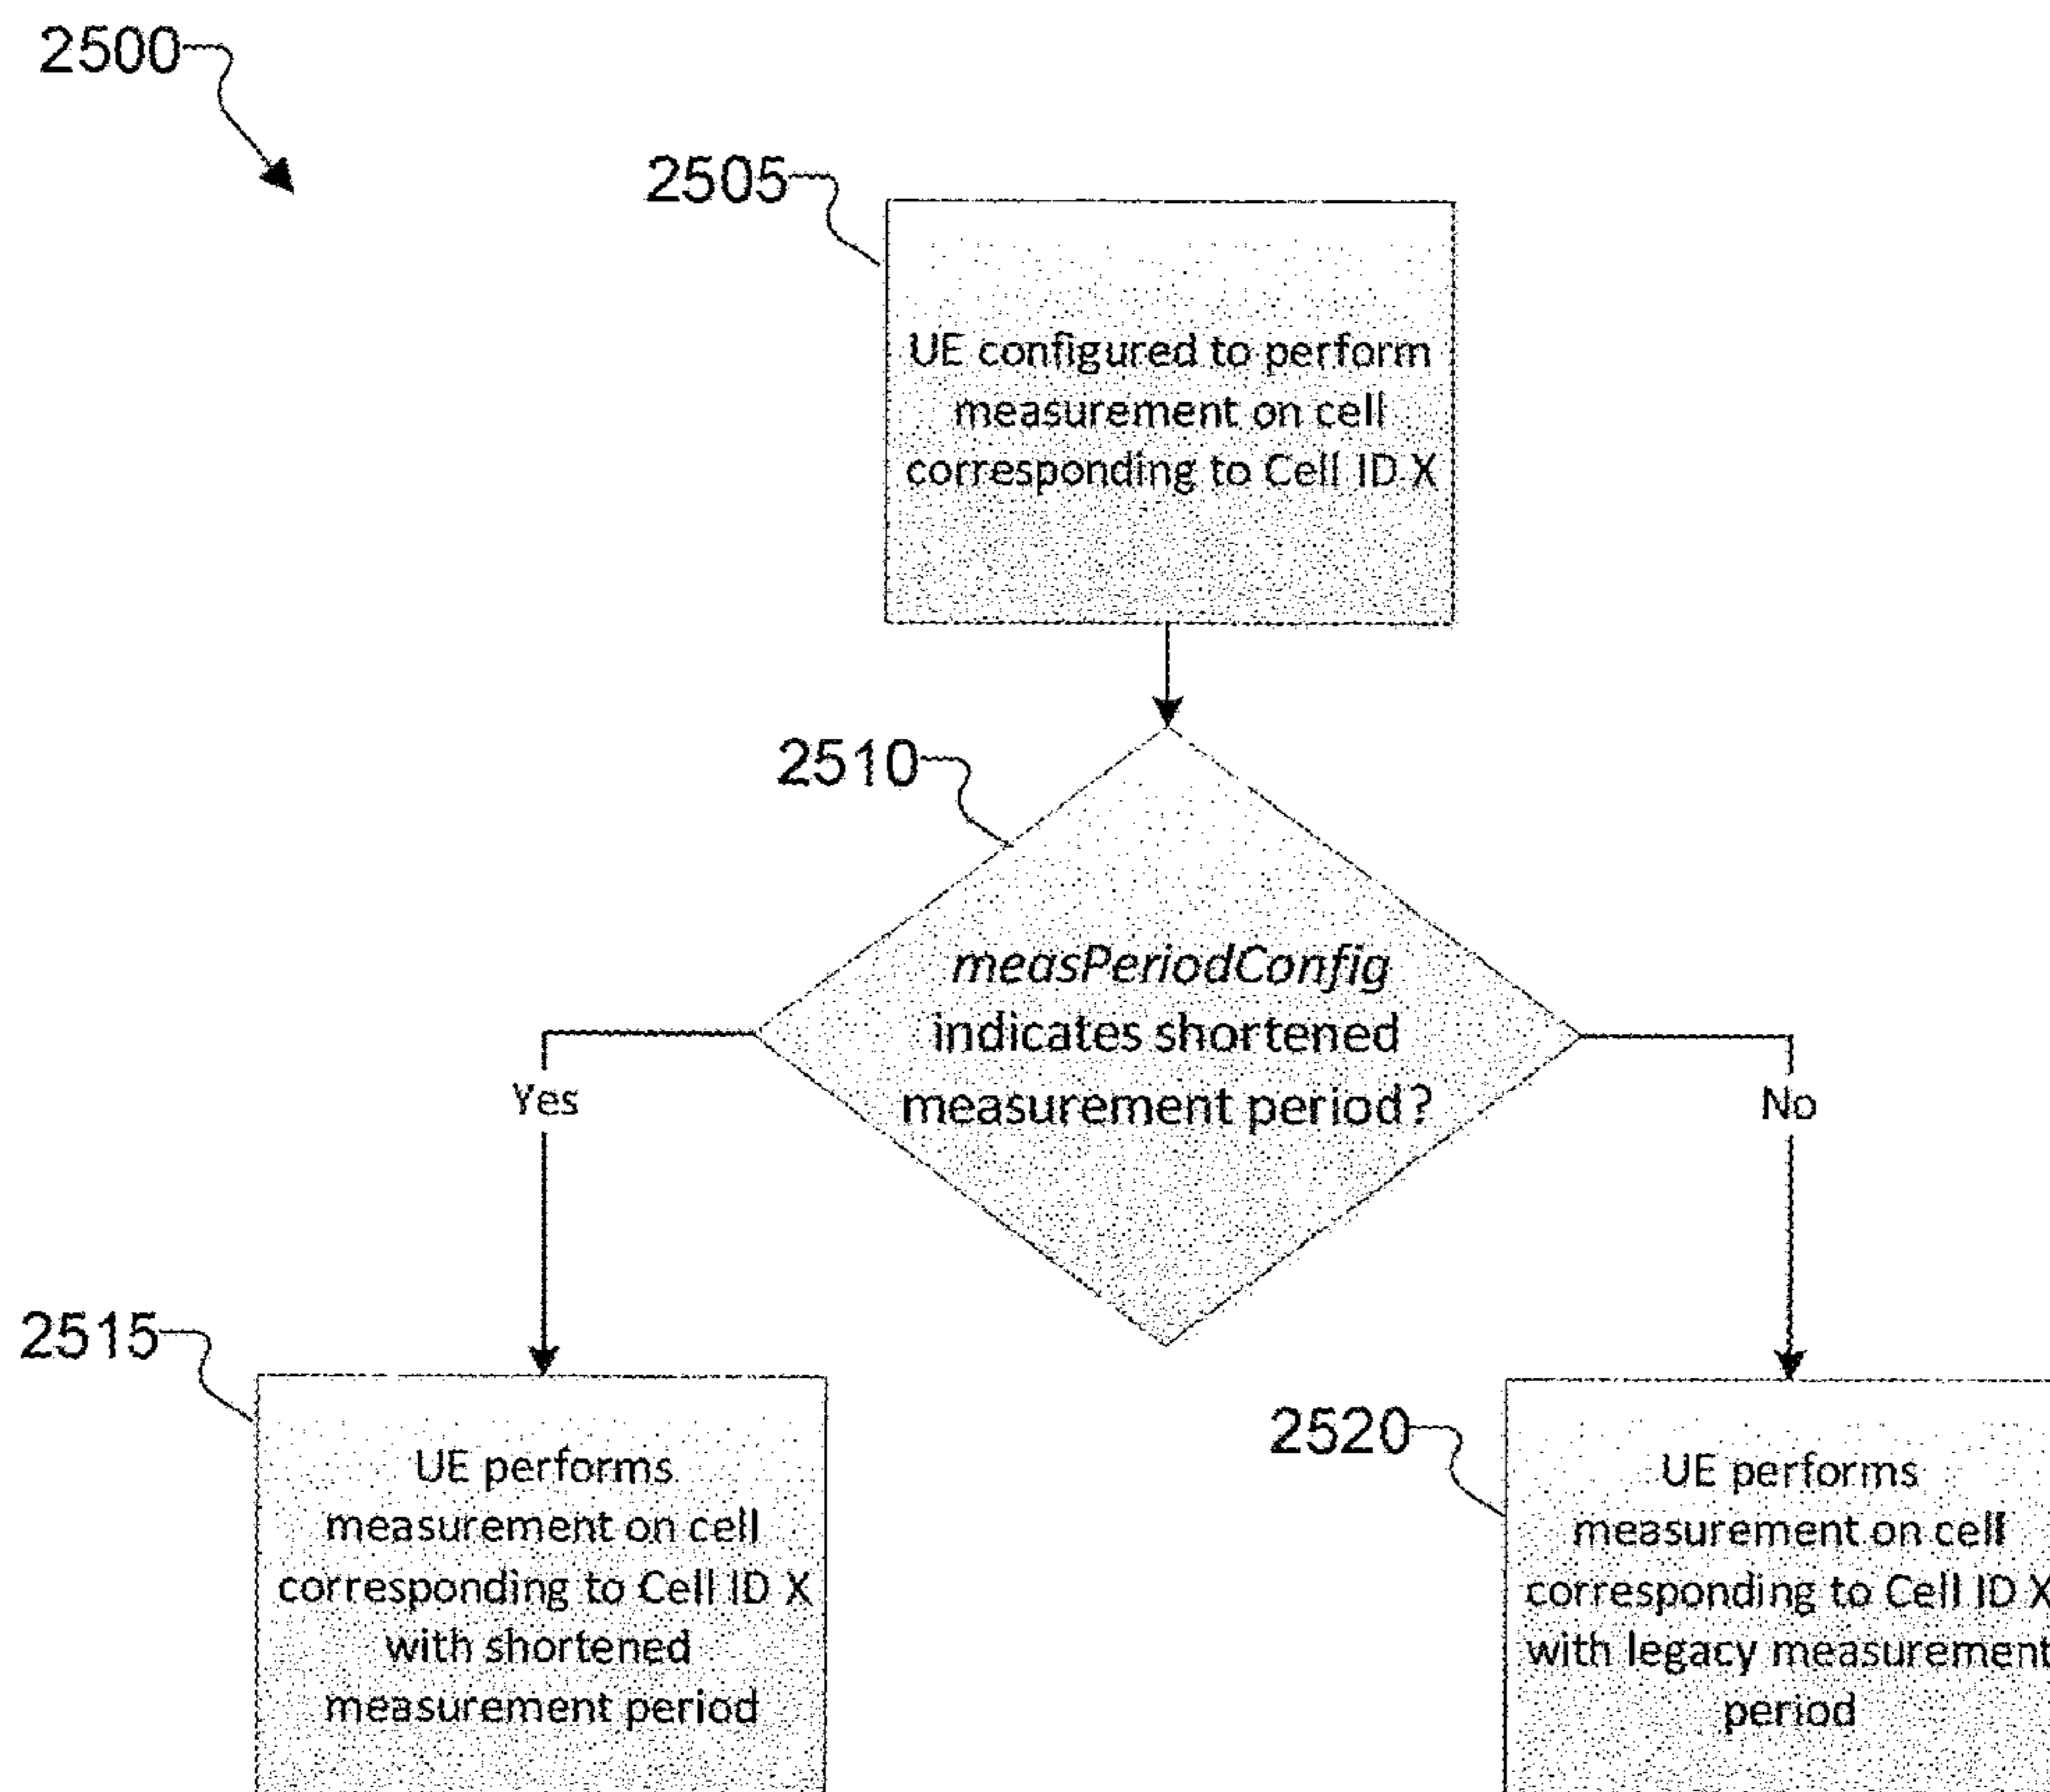 2500
2505
UE configured to perform
measurement on cell
corresponding to Cell ID X
2510
measPeriodConfig
indicates shortened
measurement period?
Yes
No
2515
UE performs
measurement on cell
corresponding to Cell ID X
with shortened
measurement period
2520
UE performs
measurement on cell
corresponding to Cell ID X
with legacy measurement
period